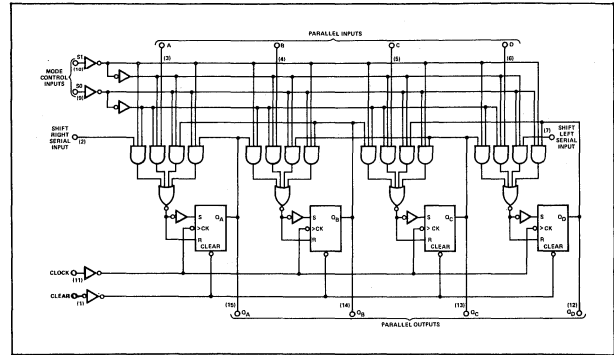 PARALLEL INPUTS
A B C D
(3) (4) (5) (6)
MODE
CONTROL
INPUTS
S1
(10)
S0
(9)
SHIFT
RIGHT
SERIAL
INPUT
(2)
(7)
SHIFT
LEFT
SERIAL
INPUT
S QA S QB S QC S QD
CK CK CK CK
R R R R
CLEAR CLEAR CLEAR CLEAR
CLOCK
(11)
CLEAR
(1)
(15) (14) (13) (12)
QA QB QC QD
PARALLEL OUTPUTS